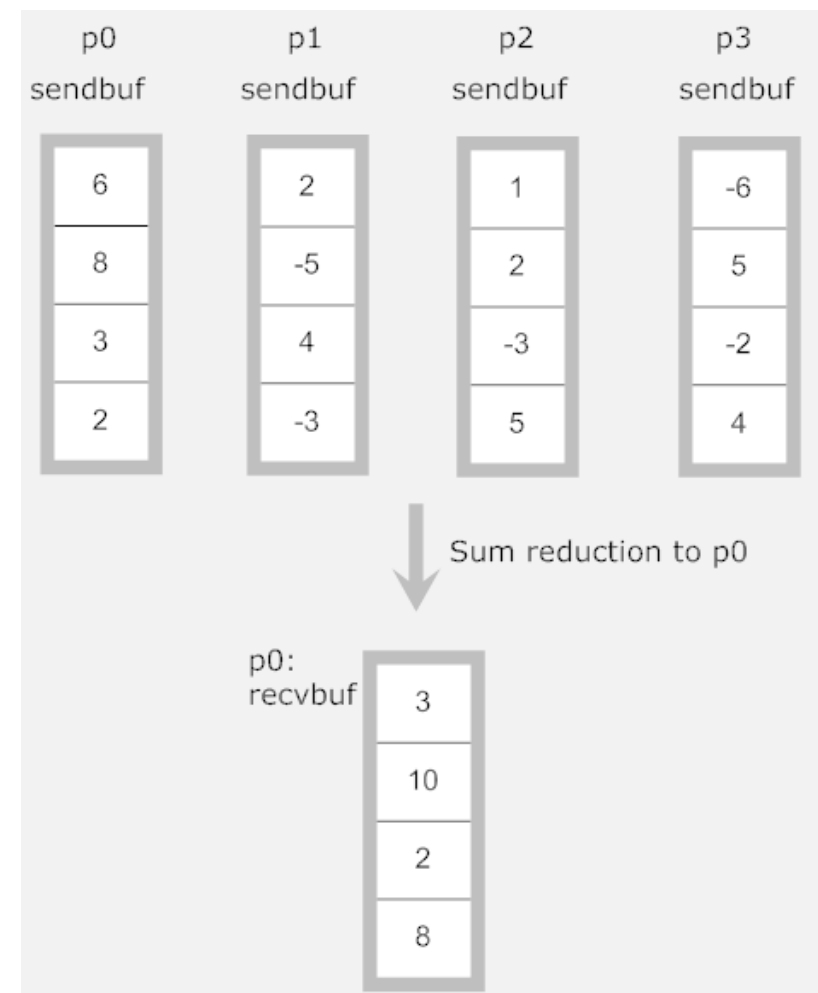 p0 p1 p2 p3
sendbuf sendbuf sendbuf sendbuf
6 2 1 -6
8 -5 2 5
3 4 -3 -2
2 -3 5 4
Sum reduction to p0
p0:
recvbuf
3
10
2
8